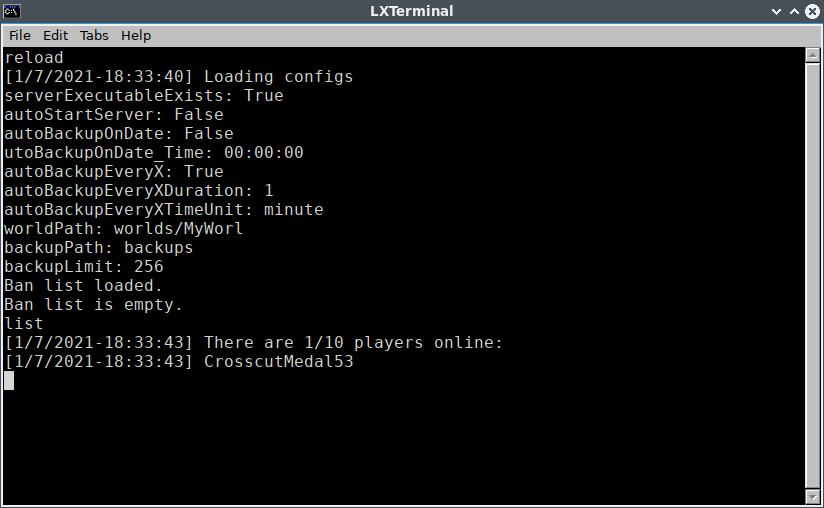 LXTerminal
File Edit Tabs Help
reload
[1/7/2021-18:33:40] Loading configs
serverExecutableExists: True
autoStartServer: False
autoBackupOnDate: False
utoBackupOnDate_Time: 00:00:00
autoBackupEveryX: True
autoBackupEveryXDuration: 1
autoBackupEveryXTimeUnit: minute
worldPath: worlds/MyWorl
backupPath: backups
backupLimit: 256
Ban list loaded.
Ban list is empty.
list
[1/7/2021-18:33:43] There are 1/10 players online:
[1/7/2021-18:33:43] CrosscutMedal53